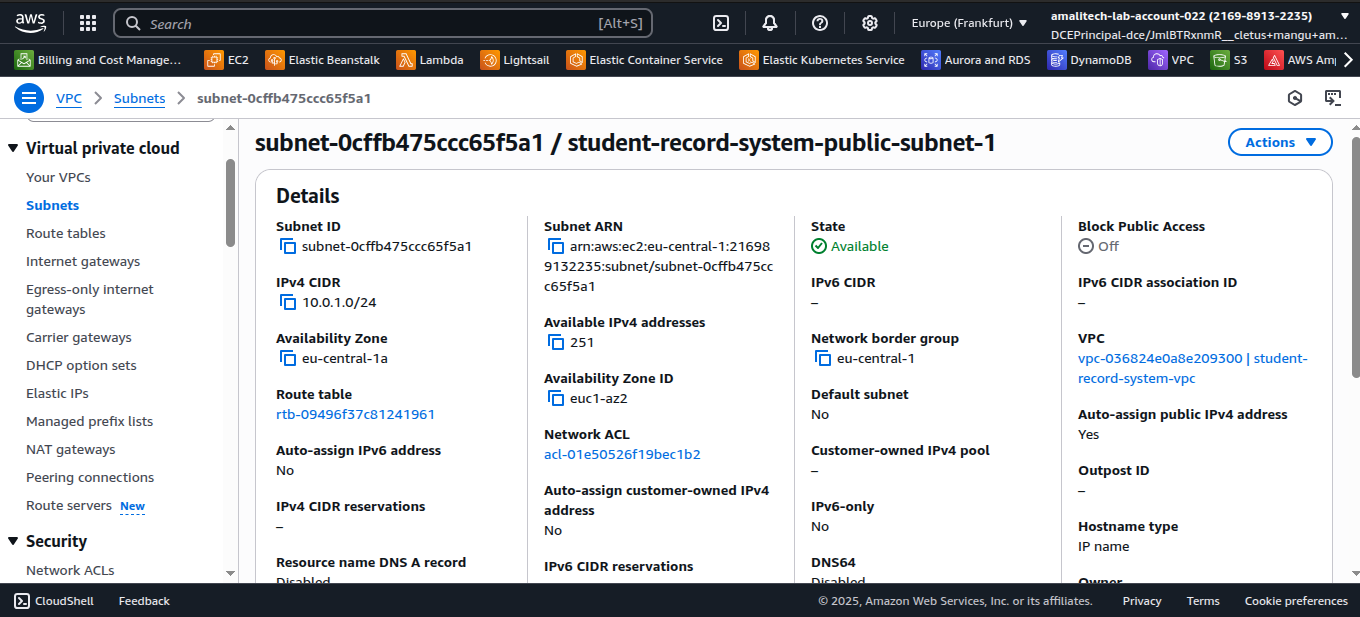 aws
Search
[Alt+S]
Europe (Frankfurt)
amalitech-lab-account-022 (2169-8913-2235)
DCEPrincipal-dce/JmlBTRxnmR__cletus+mangu+am...
Billing and Cost Manage...
EC2
Elastic Beanstalk
Lambda
Lightsail
Elastic Container Service
Elastic Kubernetes Service
Aurora and RDS
DynamoDB
VPC
S3
AWS Am
VPC
Subnets
subnet-0cffb475ccc65f5a1
Virtual private cloud
Your VPCs
Subnets
Route tables
Internet gateways
Egress-only internet
gateways
Carrier gateways
DHCP option sets
Elastic IPs
Managed prefix lists
NAT gateways
Peering connections
Route servers New
Security
Network ACLs
subnet-0cffb475ccc65f5a1 / student-record-system-public-subnet-1
Actions
Details
Subnet ID
subnet-0cffb475ccc65f5a1
IPv4 CIDR
10.0.1.0/24
Availability Zone
eu-central-1a
Route table
rtb-09496f37c81241961
Auto-assign IPv6 address
No
IPv4 CIDR reservations
–
Resource name DNS A record
Disabled
Subnet ARN
arn:aws:ec2:eu-central-1:21698
9132235:subnet/subnet-0cffb475cc
c65f5a1
Available IPv4 addresses
251
Availability Zone ID
euc1-az2
Network ACL
acl-01e50526f19bec1b2
Auto-assign customer-owned IPv4
address
No
IPv6 CIDR reservations
State
Available
IPv6 CIDR
–
Network border group
eu-central-1
Default subnet
No
Customer-owned IPv4 pool
–
IPv6-only
No
DNS64
Disabled
Block Public Access
Off
IPv6 CIDR association ID
–
VPC
vpc-036824e0a8e209300 | student-
record-system-vpc
Auto-assign public IPv4 address
Yes
Outpost ID
–
Hostname type
IP name
Owner
CloudShell
Feedback
© 2025, Amazon Web Services, Inc. or its affiliates.
Privacy
Terms
Cookie preferences